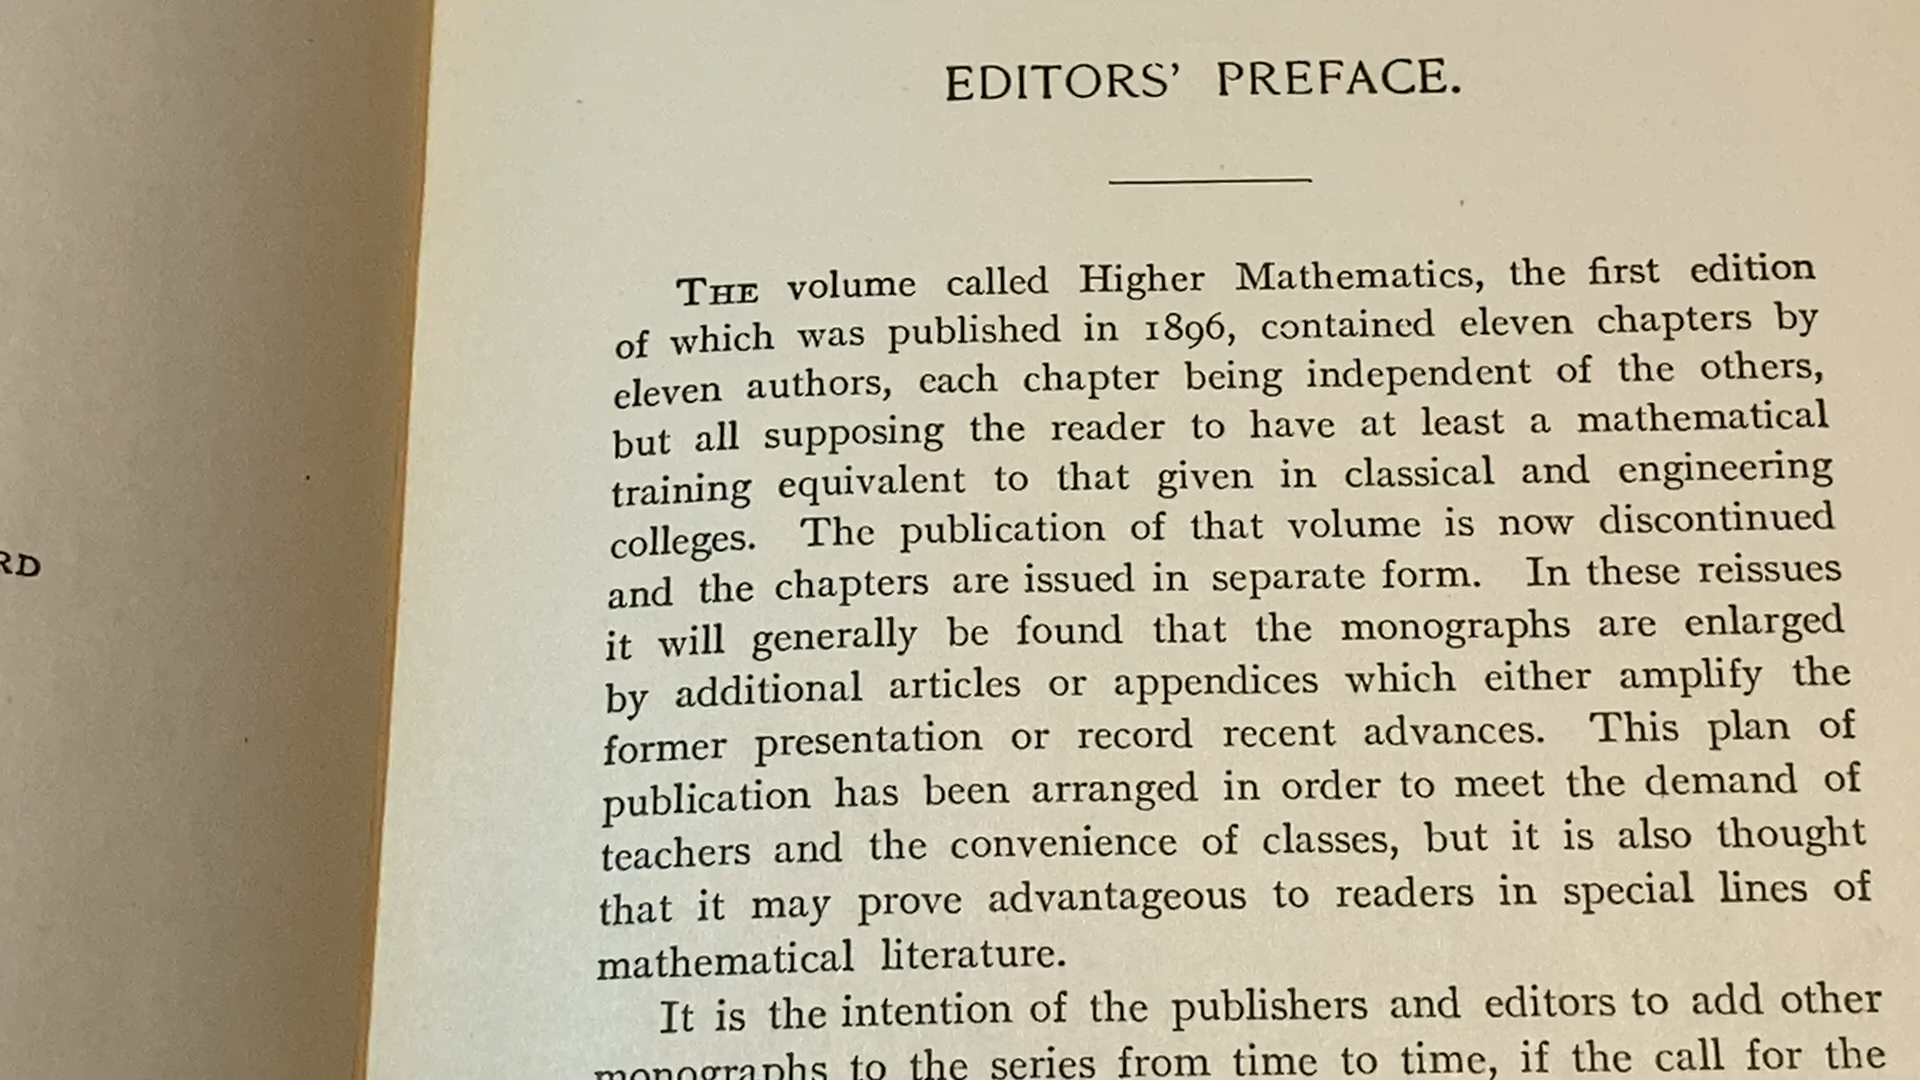 RD
EDITORS' PREFACE.
THE volume called Higher Mathematics, the first edition
of which was published in 1896, contained eleven chapters by
eleven authors, each chapter being independent of the others,
but all supposing the reader to have at least a mathematical
training equivalent to that given in classical and engineering
colleges. The publication of that volume is now discontinued
and the chapters are issued in separate form. In these reissues
it will generally be found that the monographs are enlarged
by additional articles or appendices which either amplify the
former presentation or record recent advances. This plan of
publication has been arranged in order to meet the demand of
teachers and the convenience of classes, but it is also thought
that it may prove advantageous to readers in special lines of
mathematical literature.
It is the intention of the publishers and editors to add other
monographs to the series from time to time, if the call for the